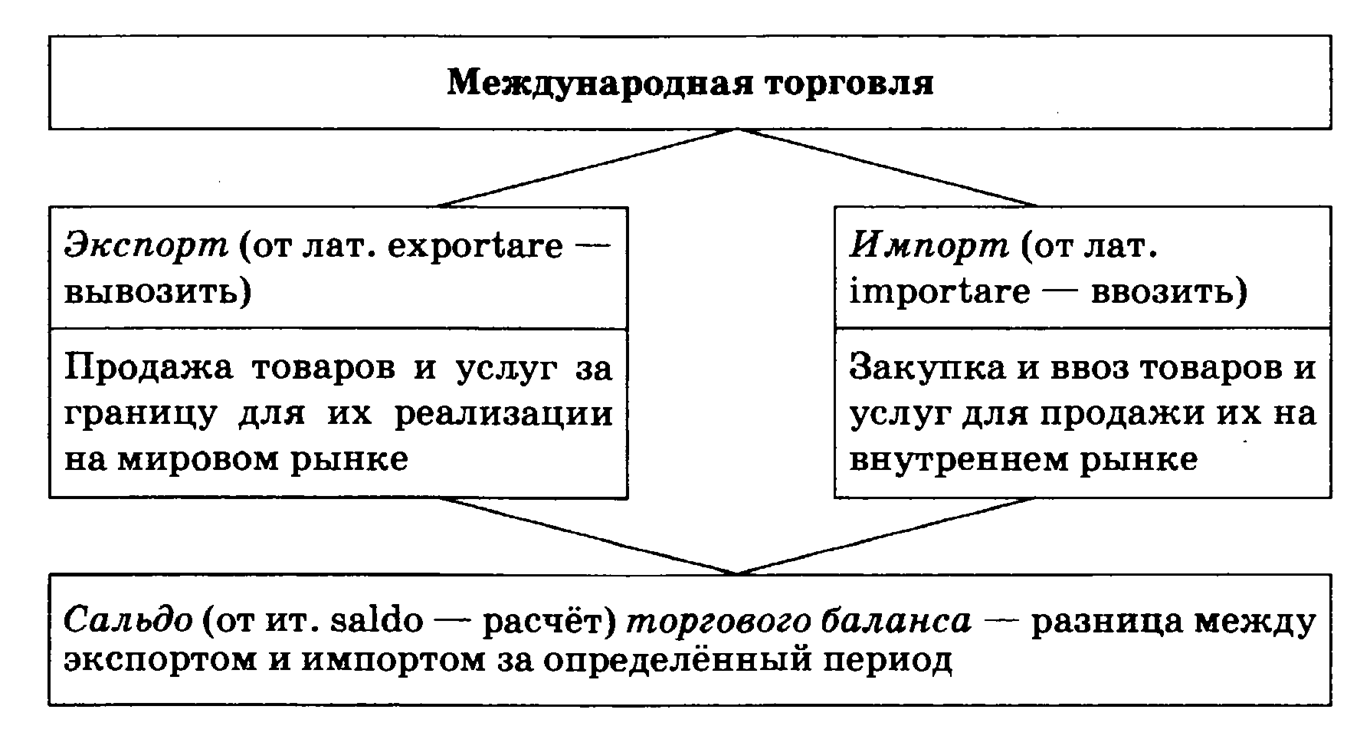 Международная торговля
Экспорт (от лат. exportare —
вывозить)
Продажа товаров и услуг за
границу для их реализации
на мировом рынке
Импорт (от лат.
importare — ввозить)
Закупка и ввоз товаров и
услуг для продажи их на
внутреннем рынке
Сальдо (от ит. saldo — расчёт) торгового баланса — разница между
экспортом и импортом за определённый период